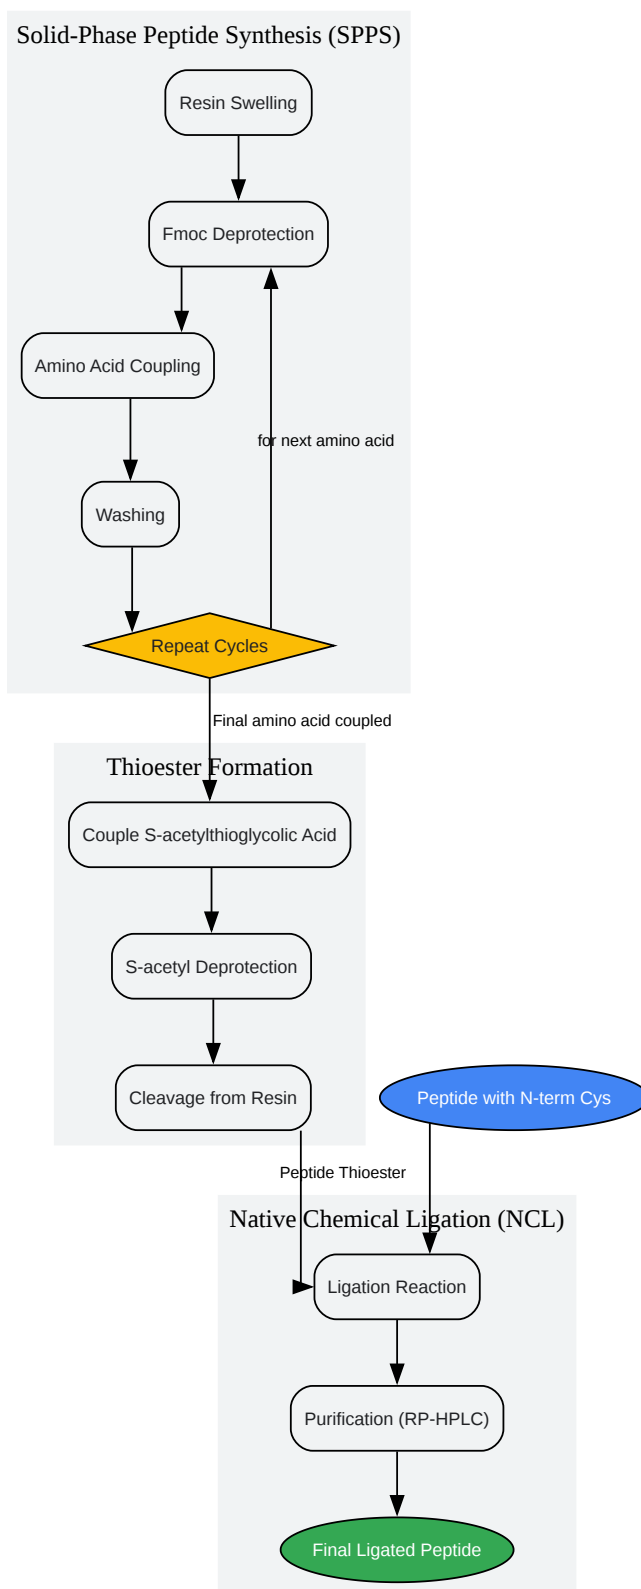 Solid-Phase Peptide Synthesis (SPPS)
Resin Swelling
Fmoc Deprotection
Amino Acid Coupling
for next amino acid
Washing
Repeat Cycles
Final amino acid coupled
Thioester Formation
Couple S-acetylthioglycolic Acid
S-acetyl Deprotection
Cleavage from Resin
Peptide with N-term Cys
Peptide Thioester
Native Chemical Ligation (NCL)
Ligation Reaction
Purification (RP-HPLC)
Final Ligated Peptide